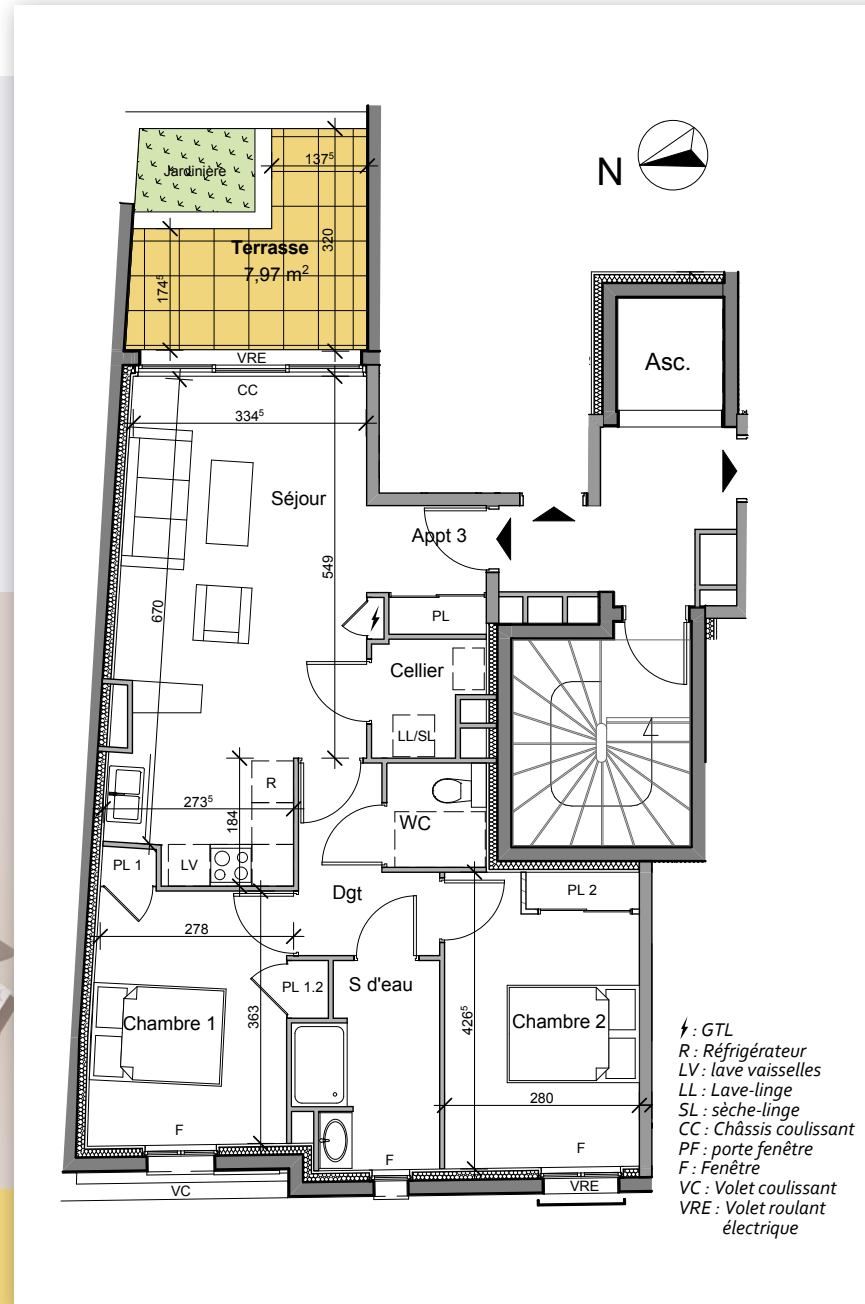 Jardinière
137⁵
N
Terrasse
7,97 m²
320
174⁵
VRE
CC
334⁵
Asc.
Séjour
Appt 3
549
670
PL
Cellier
LL/SL
R
273⁵
184
WC
PL 1
LV
Dgt
PL 2
278
PL 1.2
S d'eau
363
Chambre 1
426⁵
Chambre 2
280
F
F
F
VC
VRE
: GTL
R : Réfrigérateur
LV : lave vaisselles
LL : Lave-linge
SL : sèche-linge
CC : Châssis coulissant
PF : porte fenêtre
F : Fenêtre
VC : Volet coulissant
VRE : Volet roulant
électrique